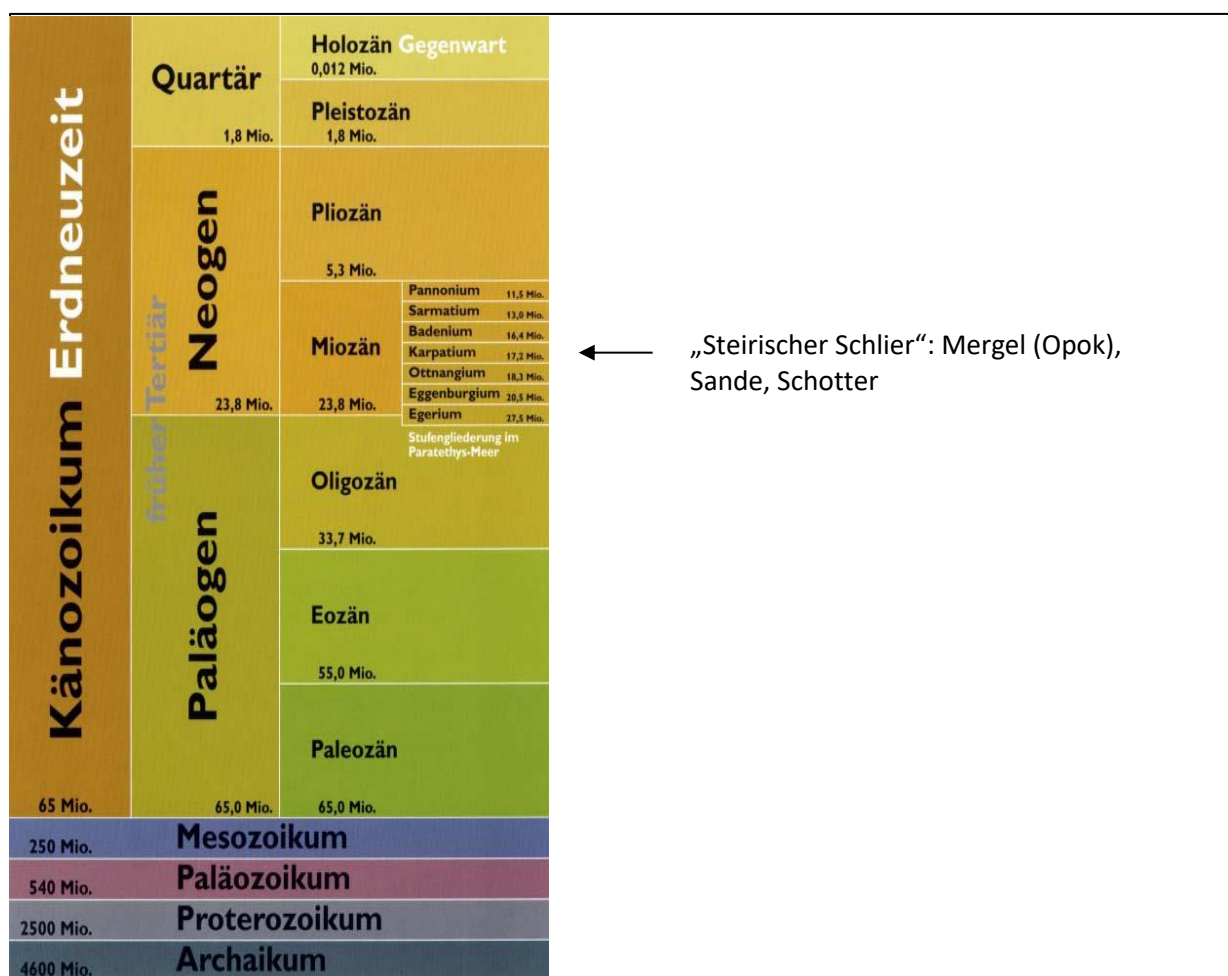 Känozoikum Erdneuzeit
65 Mio.
Quartär
1,8 Mio.
früher Tertiär
Neogen
23,8 Mio.
Paläogen
65,0 Mio.
Holozän Gegenwart
0,012 Mio.
Pleistozän
1,8 Mio.
Pliozän
5,3 Mio.
Miozän
23,8 Mio.
Pannonium 11,5 Mio.
Sarmatium 13,0 Mio.
Badenium 16,4 Mio.
Karpatium 17,2 Mio.
Ottnangium 18,3 Mio.
Eggenburgium 20,5 Mio.
Egerium 27,5 Mio.
Stufengliederung im
Paratethys-Meer
Oligozän
33,7 Mio.
Eozän
55,0 Mio.
Paleozän
65,0 Mio.
250 Mio. Mesozoikum
540 Mio. Paläozoikum
2500 Mio. Proterozoikum
4600 Mio. Archaikum
„Steirischer Schlier“: Mergel (Opok),
Sande, Schotter